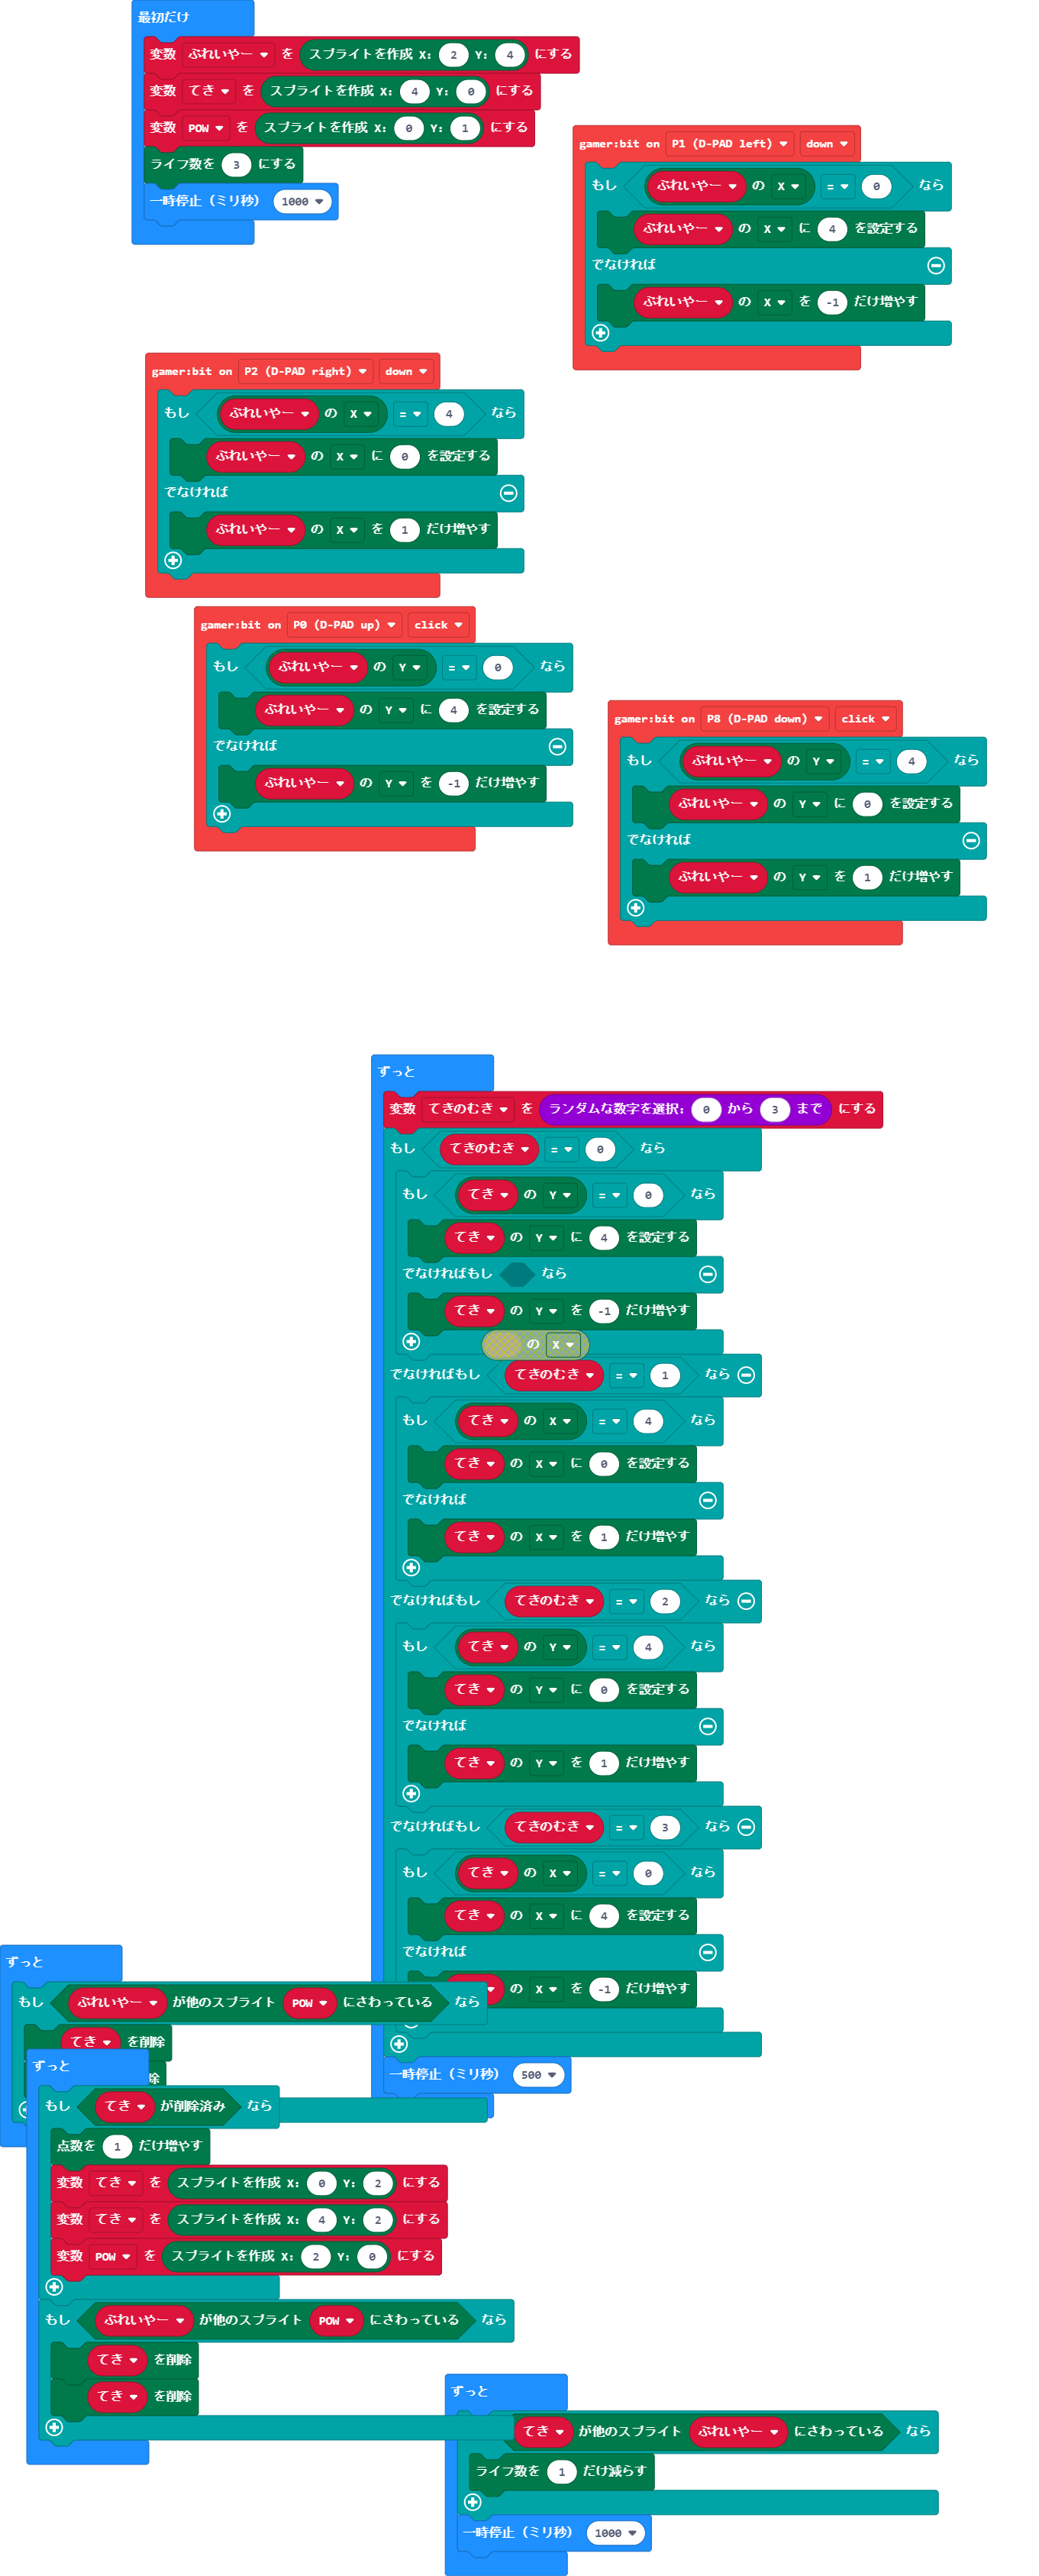 最初だけ
変数 ぷれいやー を スプライトを作成 X: 2 Y: 4 にする
変数 てき を スプライトを作成 X: 4 Y: 0 にする
変数 POW を スプライトを作成 X: 0 Y: 1 にする
ライフ数を 3 にする
一時停止（ミリ秒） 1000
gamer:bit on P1 (D-PAD left) down
もし ぷれいやー の X = 0 なら
ぷれいやー の X に 4 を設定する
でなければ
ぷれいやー の X を -1 だけ増やす
gamer:bit on P2 (D-PAD right) down
もし ぷれいやー の X = 4 なら
ぷれいやー の X に 0 を設定する
でなければ
ぷれいやー の X を 1 だけ増やす
gamer:bit on P0 (D-PAD up) click
もし ぷれいやー の Y = 0 なら
ぷれいやー の Y に 4 を設定する
でなければ
ぷれいやー の Y を -1 だけ増やす
gamer:bit on P8 (D-PAD down) click
もし ぷれいやー の Y = 4 なら
ぷれいやー の Y に 0 を設定する
でなければ
ぷれいやー の Y を 1 だけ増やす
ずっと
変数 てきのむき を ランダムな数字を選択: 0 から 3 まで にする
もし てきのむき = 0 なら
もし てき の Y = 0 なら
てき の Y に 4 を設定する
でなければもし なら
てき の Y を -1 だけ増やす
の X
でなければもし てきのむき = 1 なら
もし てき の X = 4 なら
てき の X に 0 を設定する
でなければ
てき の X を 1 だけ増やす
でなければもし てきのむき = 2 なら
もし てき の Y = 4 なら
てき の Y に 0 を設定する
でなければ
てき の Y を 1 だけ増やす
でなければもし てきのむき = 3 なら
もし てき の X = 0 なら
てき の X に 4 を設定する
でなければ
の X を -1 だけ増やす
一時停止（ミリ秒） 500
ずっと
もし ぷれいやー が他のスプライト POW にさわっている なら
てき を削除
除
ずっと
もし てき が削除済み なら
点数を 1 だけ増やす
変数 てき を スプライトを作成 X: 0 Y: 2 にする
変数 てき を スプライトを作成 X: 4 Y: 2 にする
変数 POW を スプライトを作成 X: 2 Y: 0 にする
もし ぷれいやー が他のスプライト POW にさわっている なら
てき を削除
てき を削除
ずっと
てき が他のスプライト ぷれいやー にさわっている なら
ライフ数を 1 だけ減らす
一時停止（ミリ秒） 1000